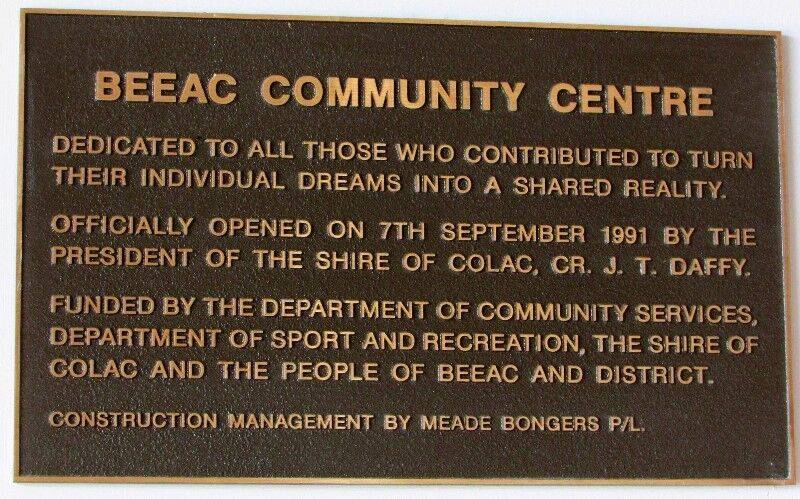 BEEAC COMMUNITY CENTRE
DEDICATED TO ALL THOSE WHO CONTRIBUTED TO TURN
THEIR INDIVIDUAL DREAMS INTO A SHARED REALITY.
OFFICIALLY OPENED ON 7TH SEPTEMBER 1991 BY THE
PRESIDENT OF THE SHIRE OF COLAC, CR. J. T. DAFFY.
FUNDED BY THE DEPARTMENT OF COMMUNITY SERVICES,
DEPARTMENT OF SPORT AND RECREATION, THE SHIRE OF
COLAC AND THE PEOPLE OF BEEAC AND DISTRICT.
CONSTRUCTION MANAGEMENT BY MEADE BONGERS P/L.